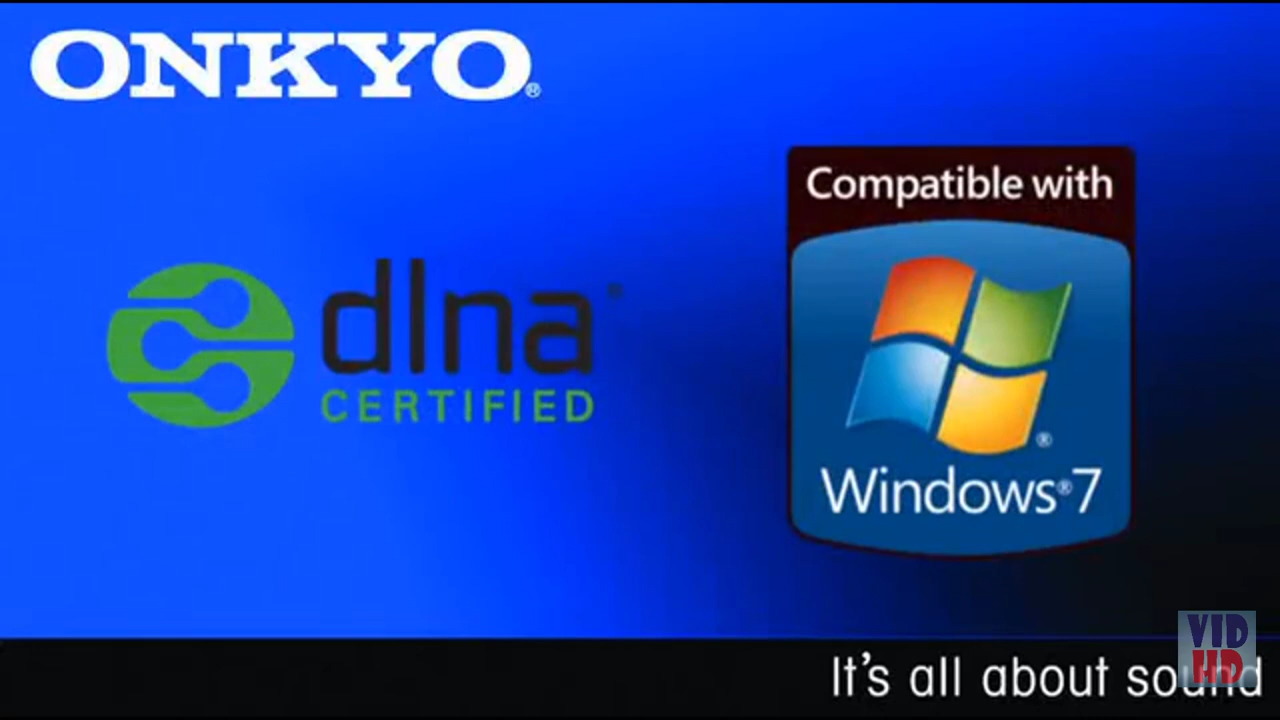 ONKYO®
Compatible with
dlna
CERTIFIED
Windows® 7
It's all about sound
VID
HD